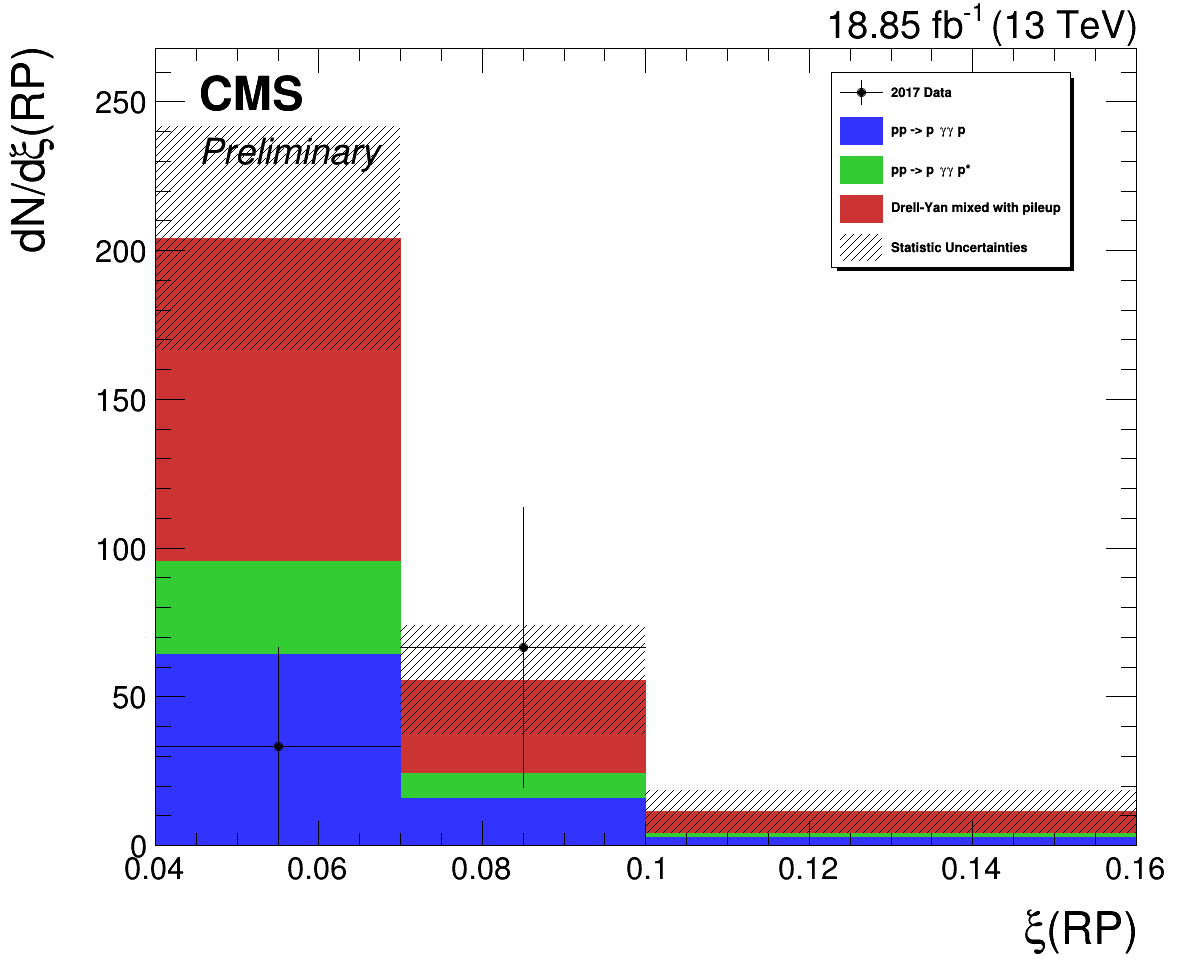 18.85 fb⁻¹ (13 TeV)
dN/dξ(RP)
CMS
Preliminary
2017 Data
pp -> p γγ p
pp -> p γγ p*
Drell-Yan mixed with pileup
Statistic Uncertainties
250
200
150
100
50
0
0.04 0.06 0.08 0.1 0.12 0.14 0.16
ξ(RP)